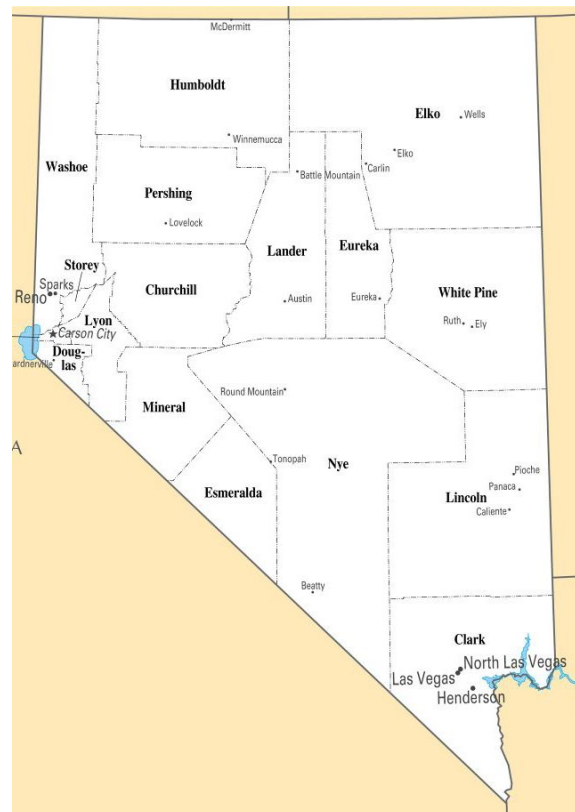 McDermitt
Humboldt
Elko
Wells
Winnemucca
Elko
Washoe
Carlin
Battle Mountain
Pershing
Lovelock
Lander
Eureka
Storey
Sparks
Reno
Churchill
White Pine
Austin
Eureka
Lyon
Ruth
Ely
Carson City
Doug-
las
ardnerville
Round Mountain
Mineral
A
Tonopah
Nye
Pioche
Panaca
Esmeralda
Lincoln
Caliente
Beatty
Clark
North Las Vegas
Las Vegas
Henderson